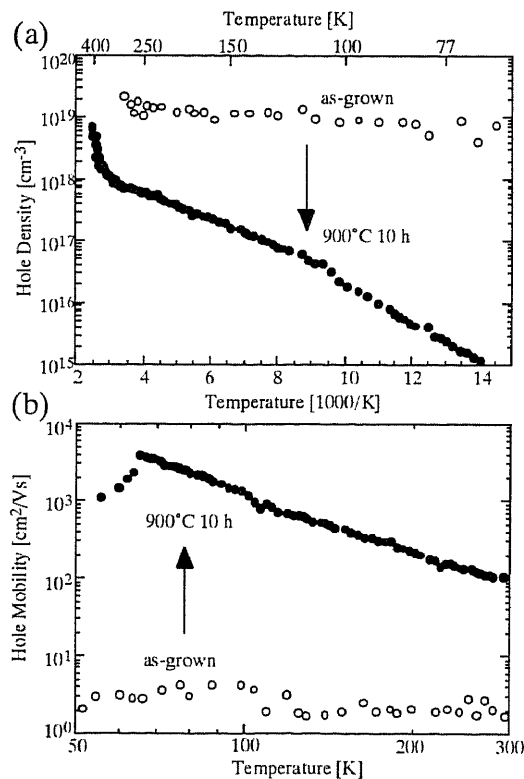 Temperature [K]
(a)
400 250 150 100 77
10^20
10^19
10^18
10^17
10^16
10^15
Hole Density [cm^-3]
as-grown
900°C 10 h
2 4 6 8 10 12 14
Temperature [1000/K]
(b)
10^4
10^3
10^2
10^1
10^0
Hole Mobility [cm^2/Vs]
900°C 10 h
as-grown
50 100 200 300
Temperature [K]